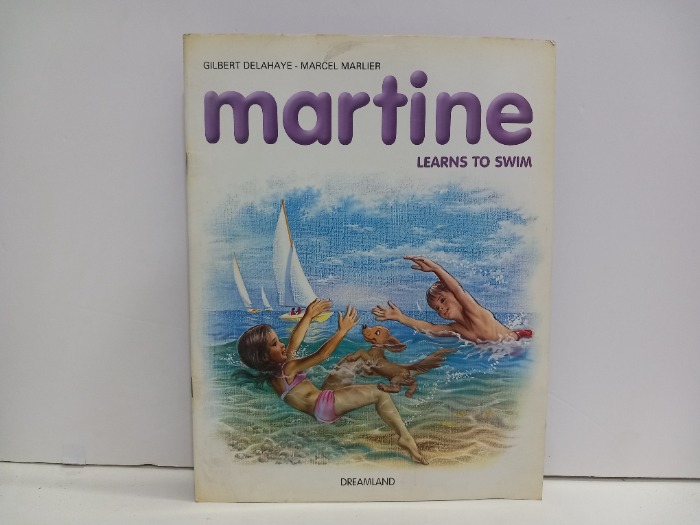 GILBERT DELAHAYE - MARCEL MARLIER
martine
LEARNS TO SWIM
DREAMLAND